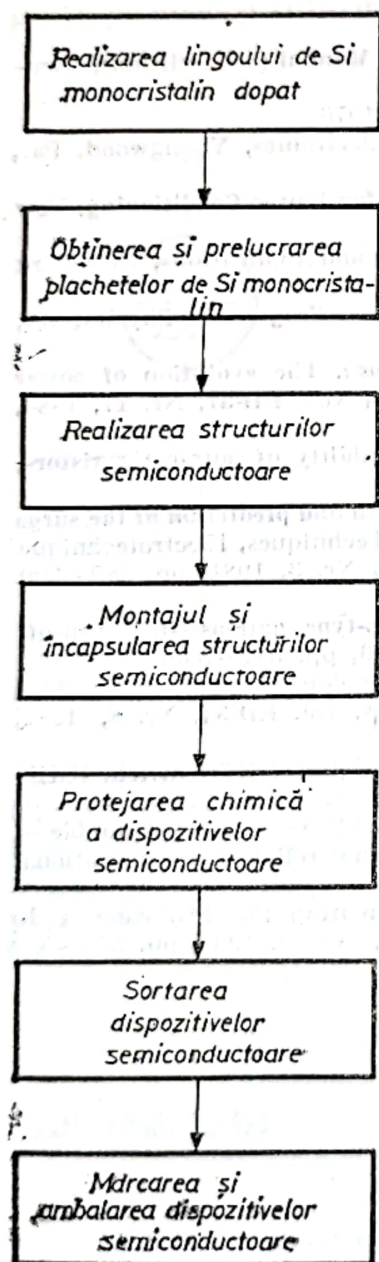 Realizarea lingoului de Si
monocristalin dopat
Obținerea și prelucrarea
plachetelor de Si monocrista-
lin
Realizarea structurilor
semiconductoare
Montajul și
încapsularea structurilor
semiconductoare
Protejarea chimică
a dispozitivelor
semiconductoare
Sortarea
dispozitivelor
semiconductoare
Marcarea și
ambalarea dispozitivelor
semiconductoare